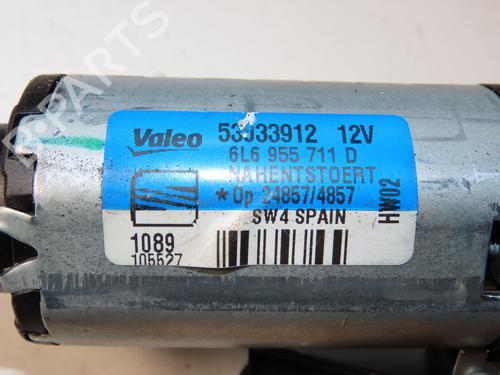 Valeo 53033912 12V
6L6 955 711 D
NAHENTSTOERT
*Op 24857/4857
SW4 SPAIN
HW02
1089
105527
B-PARTS